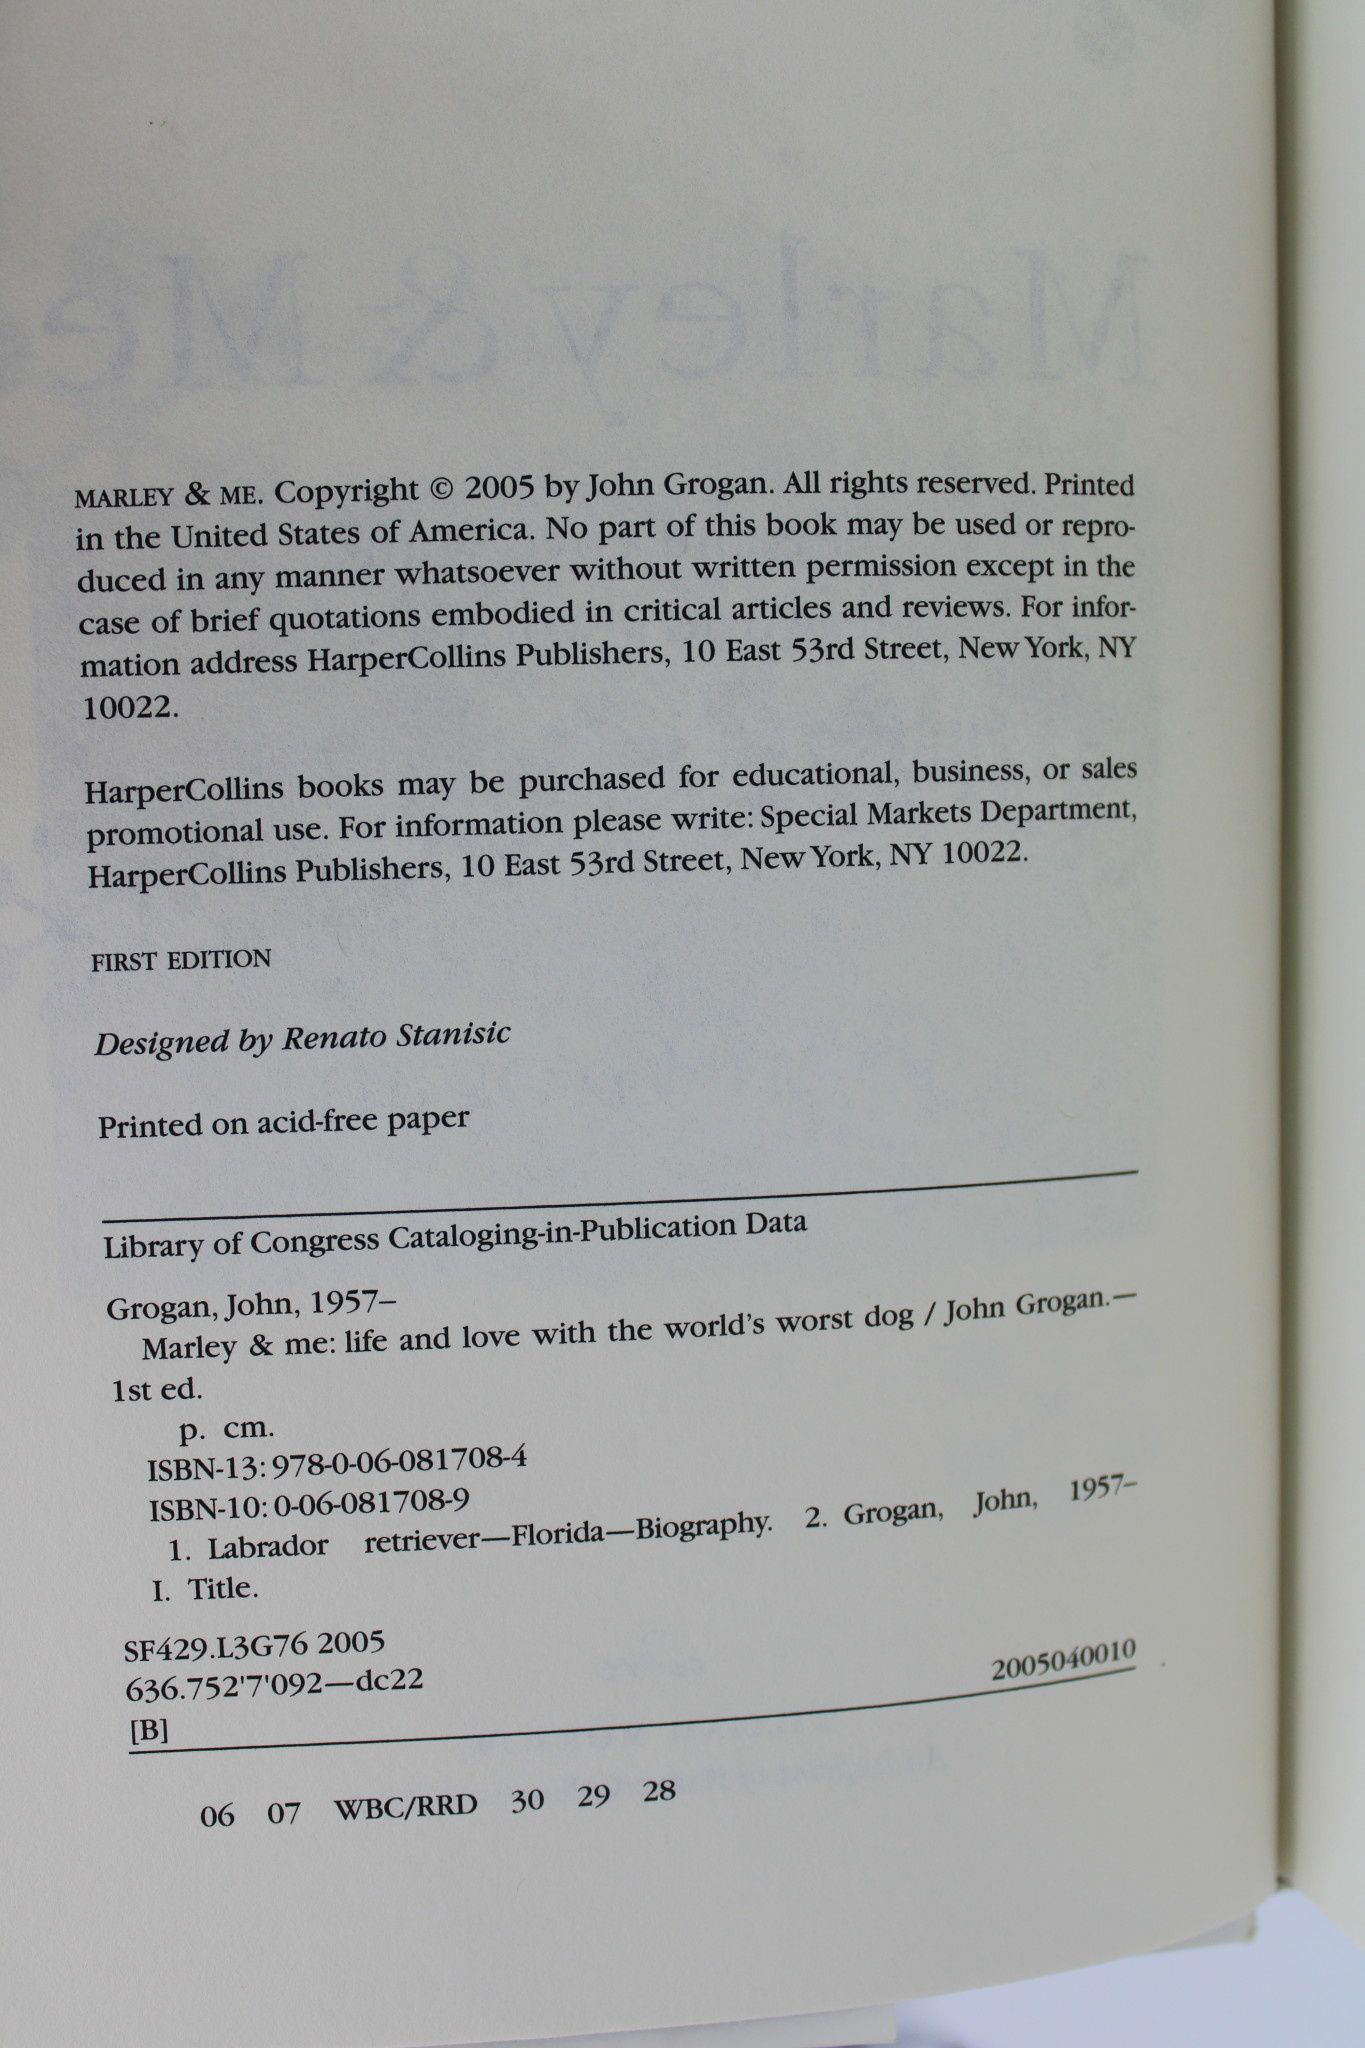 Marley & Me
MARLEY & ME. Copyright © 2005 by John Grogan. All rights reserved. Printed
in the United States of America. No part of this book may be used or repro-
duced in any manner whatsoever without written permission except in the
case of brief quotations embodied in critical articles and reviews. For infor-
mation address HarperCollins Publishers, 10 East 53rd Street, New York, NY
10022.
HarperCollins books may be purchased for educational, business, or sales
promotional use. For information please write: Special Markets Department,
HarperCollins Publishers, 10 East 53rd Street, New York, NY 10022.
FIRST EDITION
Designed by Renato Stanisic
Printed on acid-free paper
Library of Congress Cataloging-in-Publication Data
Grogan, John, 1957–
Marley & me: life and love with the world's worst dog / John Grogan.—
1st ed.
p. cm.
ISBN-13: 978-0-06-081708-4
ISBN-10: 0-06-081708-9
1. Labrador retriever—Florida—Biography. 2. Grogan, John, 1957–
I. Title.
SF429.L3G76 2005
636.752'7'092—dc22 2005040010
[B]
06 07 WBC/RRD 30 29 28